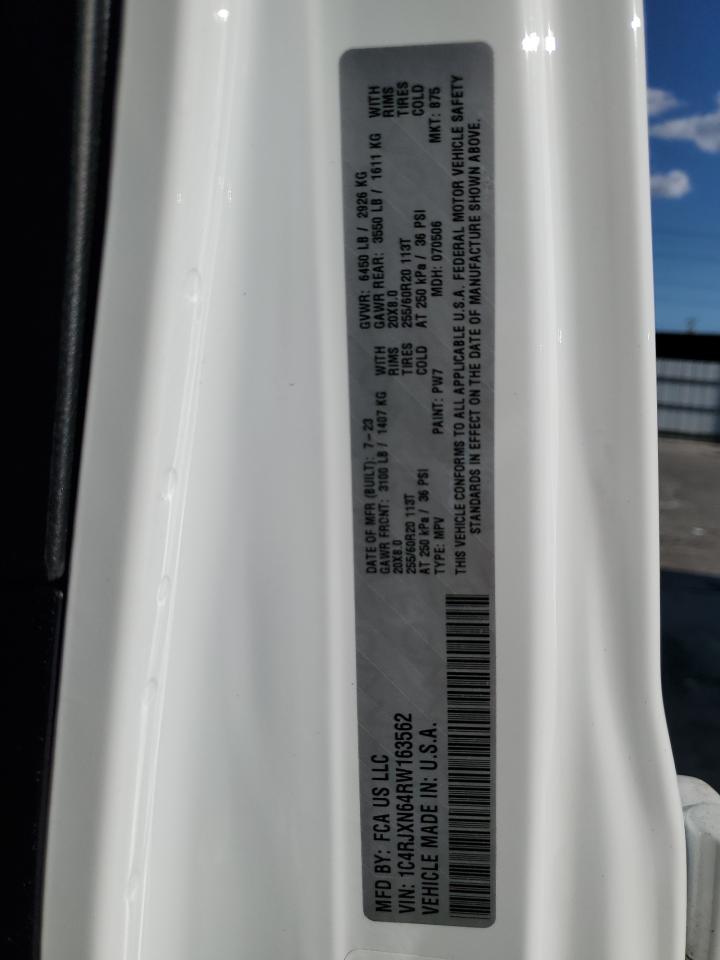 MFD BY: FCA US LLC
VIN: 1C4RJXN64RW163562
VEHICLE MADE IN: U.S.A.
DATE OF MFR (BUILT): 7-23
GVWR: 6450 LB / 2926 KG
GAWR FRONT: 3100 LB / 1407 KG WITH
20X8.0 RIMS
255/60R20 113T TIRES
AT 250 kPa / 36 PSI COLD
GAWR REAR: 3550 LB / 1611 KG WITH
20X8.0 RIMS
255/60R20 113T TIRES
AT 250 kPa / 36 PSI COLD
TYPE: MPV PAINT: PW7 MDH: 070506 MKT: B75
THIS VEHICLE CONFORMS TO ALL APPLICABLE U.S.A. FEDERAL MOTOR VEHICLE SAFETY
STANDARDS IN EFFECT ON THE DATE OF MANUFACTURE SHOWN ABOVE.